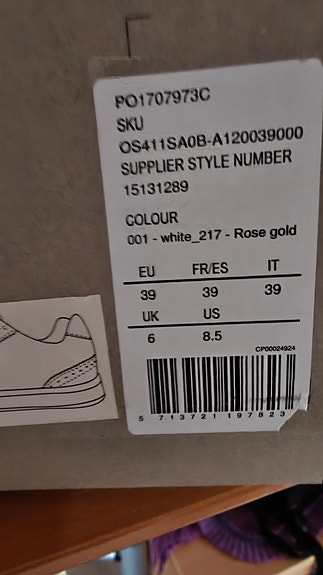 PO1707973C
SKU
OS411SA0B-A120039000
SUPPLIER STYLE NUMBER
15131289
COLOUR
001 - white_217 - Rose gold
EU FR/ES IT
39 39 39
UK US
6 8.5
CP00024924
5 713721 197823